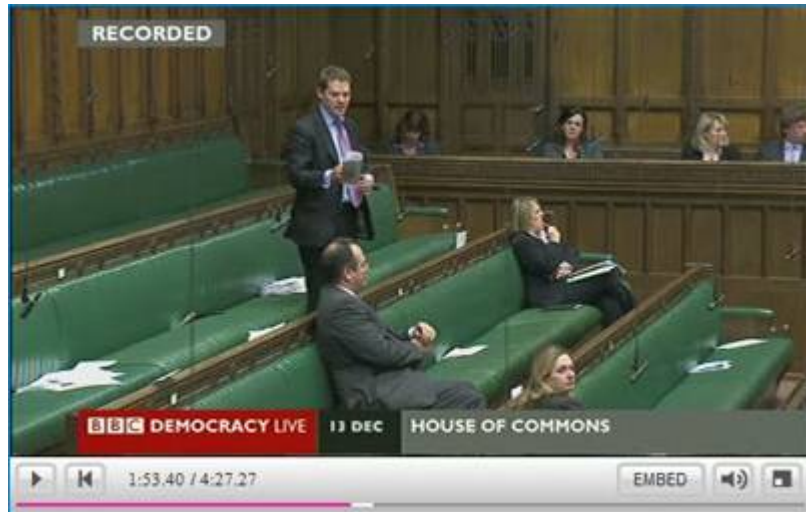 RECORDED
BBC DEMOCRACY LIVE 13 DEC HOUSE OF COMMONS
1:53.40 / 4:27.27 EMBED